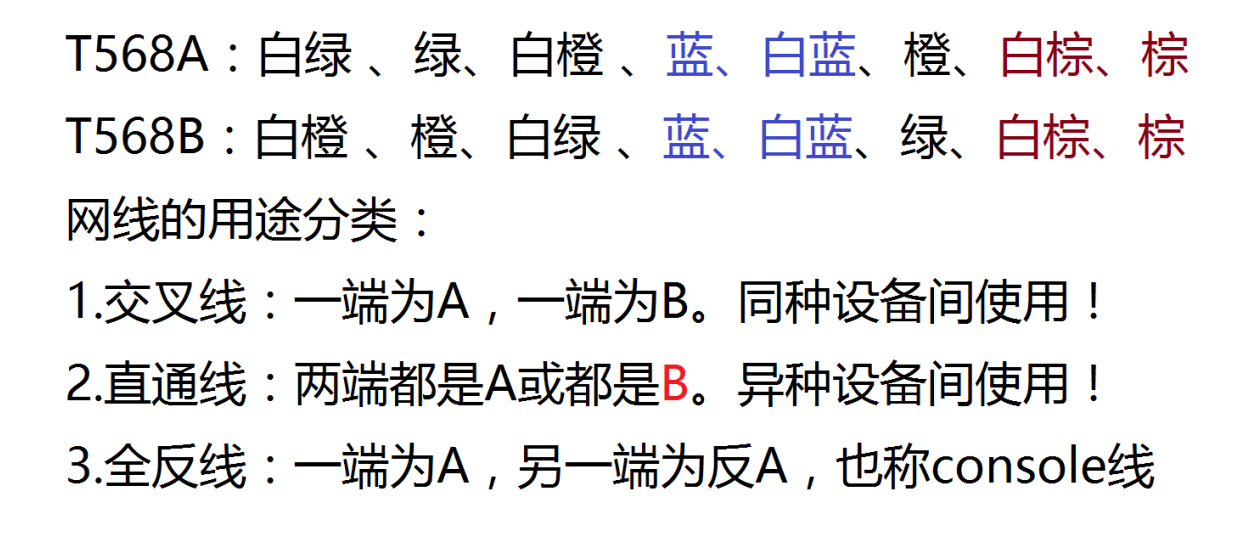 T568A：白绿 、绿、白橙 、蓝、白蓝、橙、白棕、棕
T568B：白橙 、橙、白绿 、蓝、白蓝、绿、白棕、棕
网线的用途分类：
1.交叉线：一端为A，一端为B。同种设备间使用！
2.直通线：两端都是A或都是B。异种设备间使用！
3.全反线：一端为A，另一端为反A，也称console线